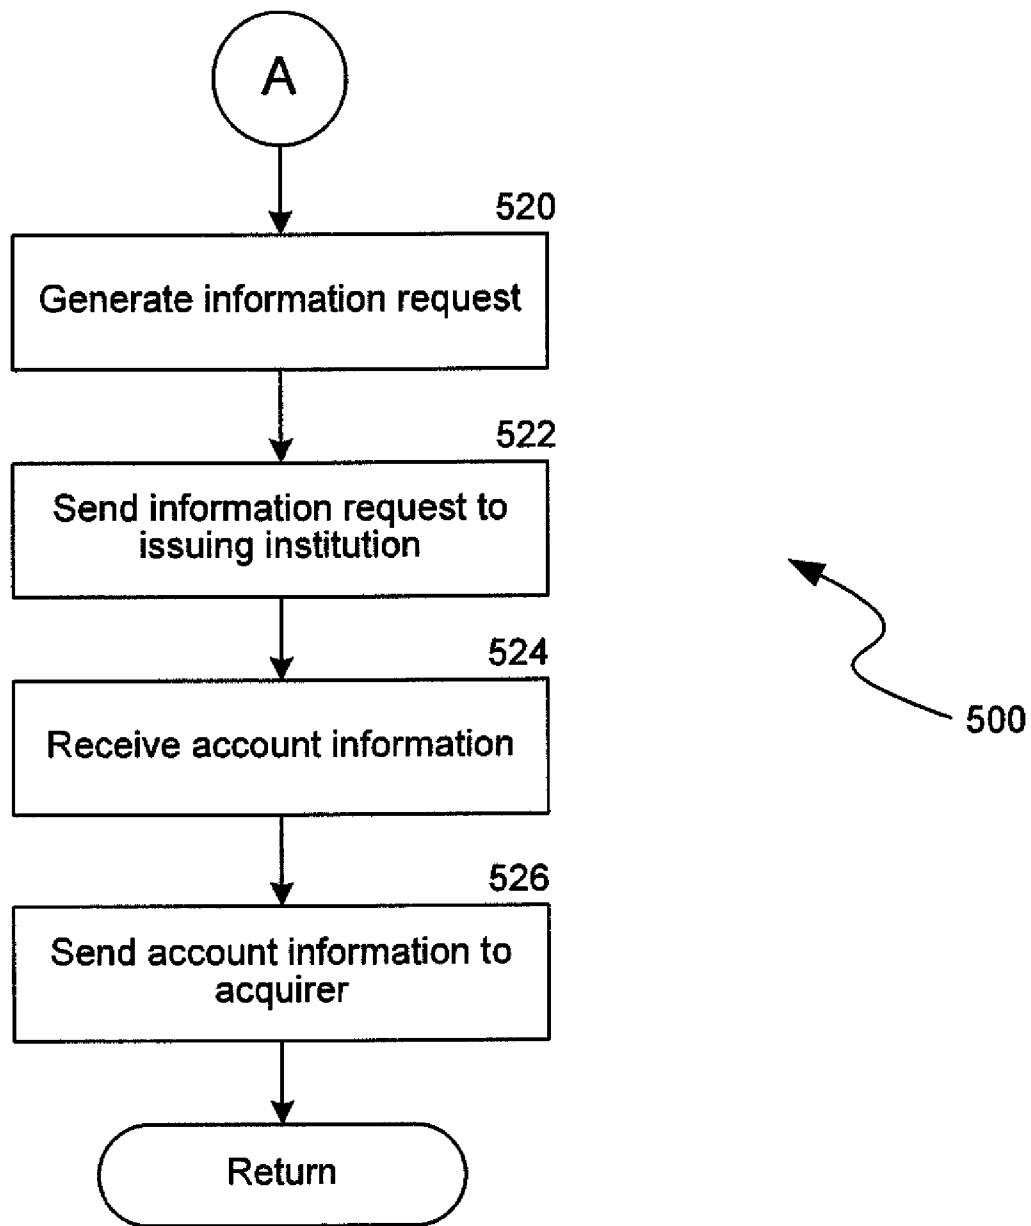 A
520
Generate information request
522
Send information request to
issuing institution
524
Receive account information
500
526
Send account information to
acquirer
Return